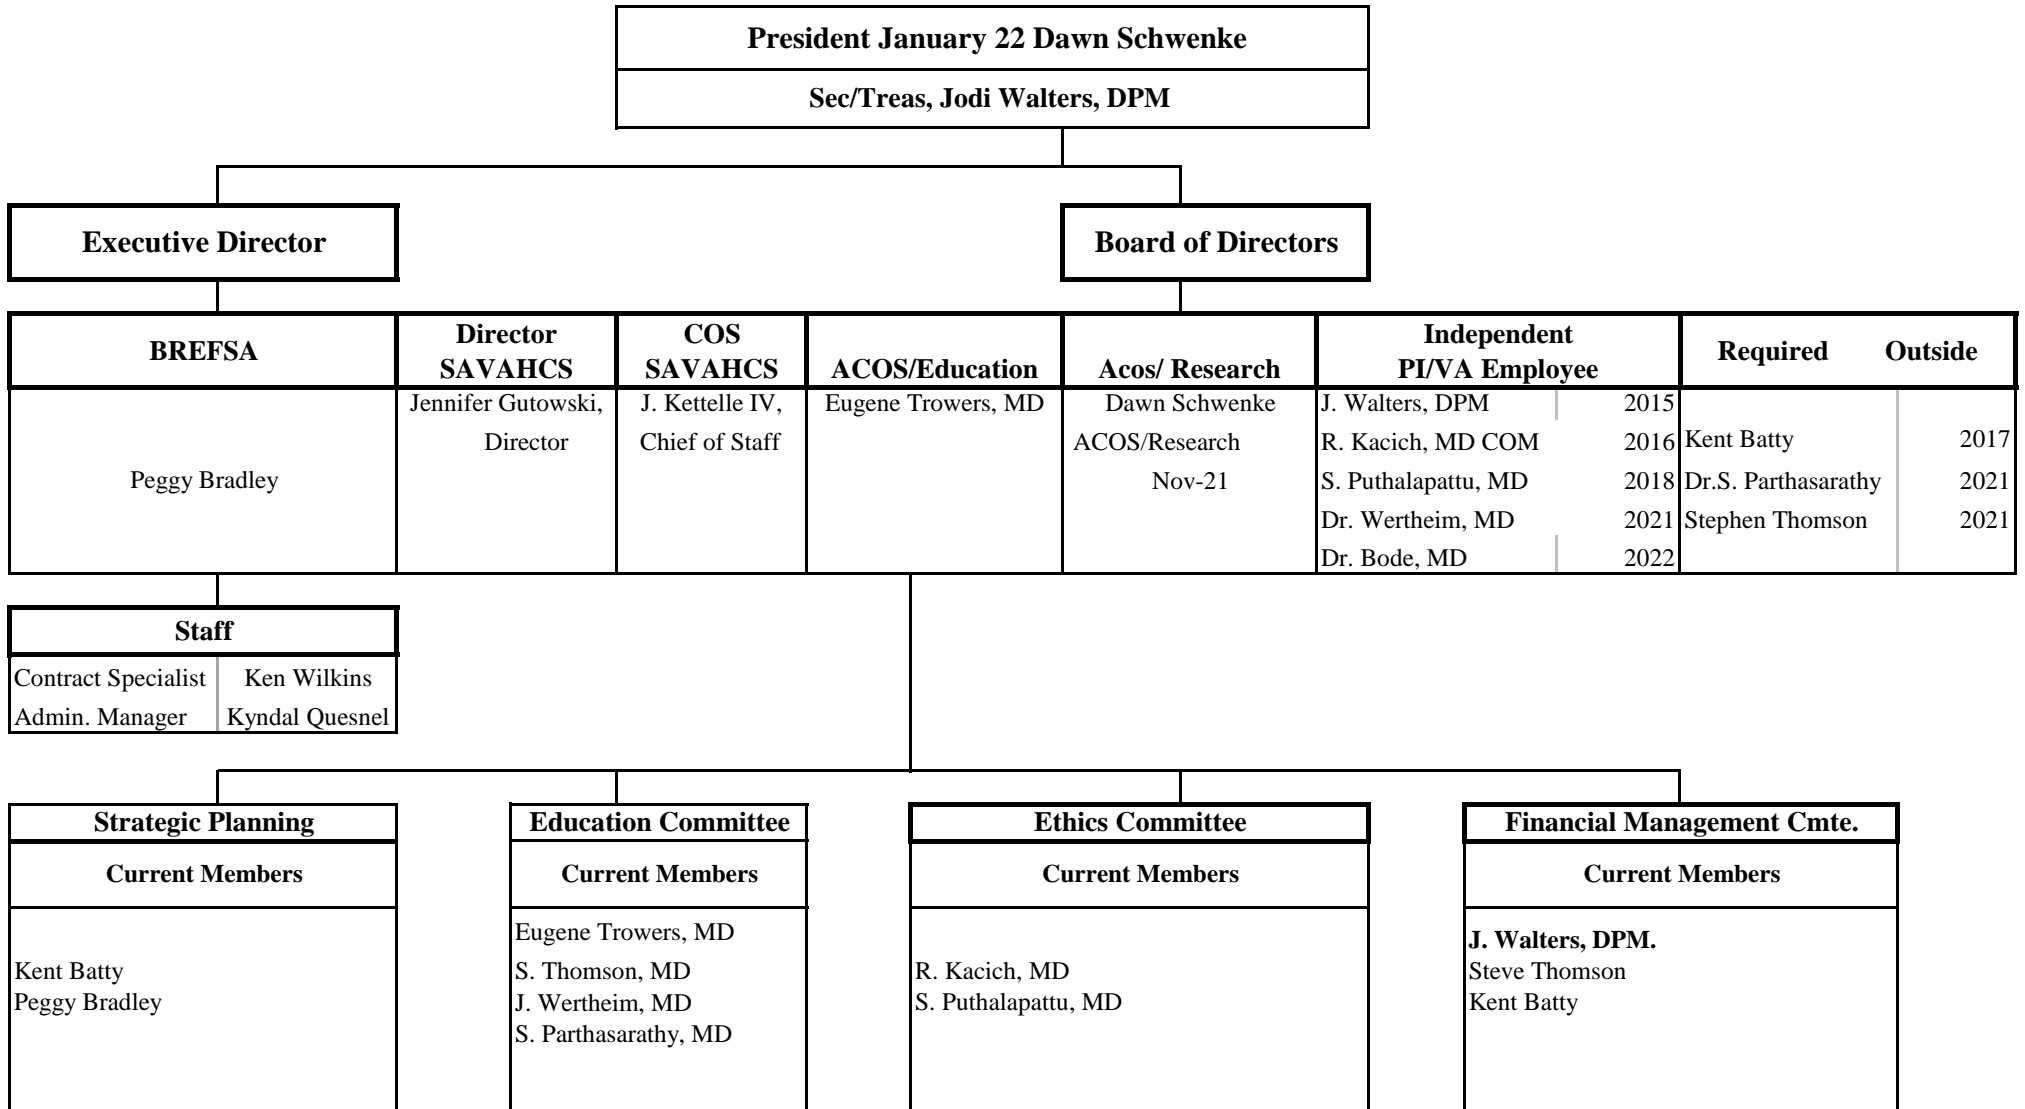 President January 22 Dawn Schwenke
Sec/Treas, Jodi Walters, DPM
Executive Director
Board of Directors
BREFSA
Director
SAVAHCS
COS
SAVAHCS
ACOS/Education
Acos/ Research
Independent
PI/VA Employee
Required Outside
Peggy Bradley
Jennifer Gutowski,
Director
J. Kettelle IV,
Chief of Staff
Eugene Trowers, MD
Dawn Schwenke
ACOS/Research
Nov-21
J. Walters, DPM 2015
R. Kacich, MD COM 2016
S. Puthalapattu, MD 2018
Dr. Wertheim, MD 2021
Dr. Bode, MD 2022
Kent Batty 2017
Dr.S. Parthasarathy 2021
Stephen Thomson 2021
Staff
Contract Specialist Ken Wilkins
Admin. Manager Kyndal Quesnel
Strategic Planning
Current Members
Kent Batty
Peggy Bradley
Education Committee
Current Members
Eugene Trowers, MD
S. Thomson, MD
J. Wertheim, MD
S. Parthasarathy, MD
Ethics Committee
Current Members
R. Kacich, MD
S. Puthalapattu, MD
Financial Management Cmte.
Current Members
J. Walters, DPM.
Steve Thomson
Kent Batty